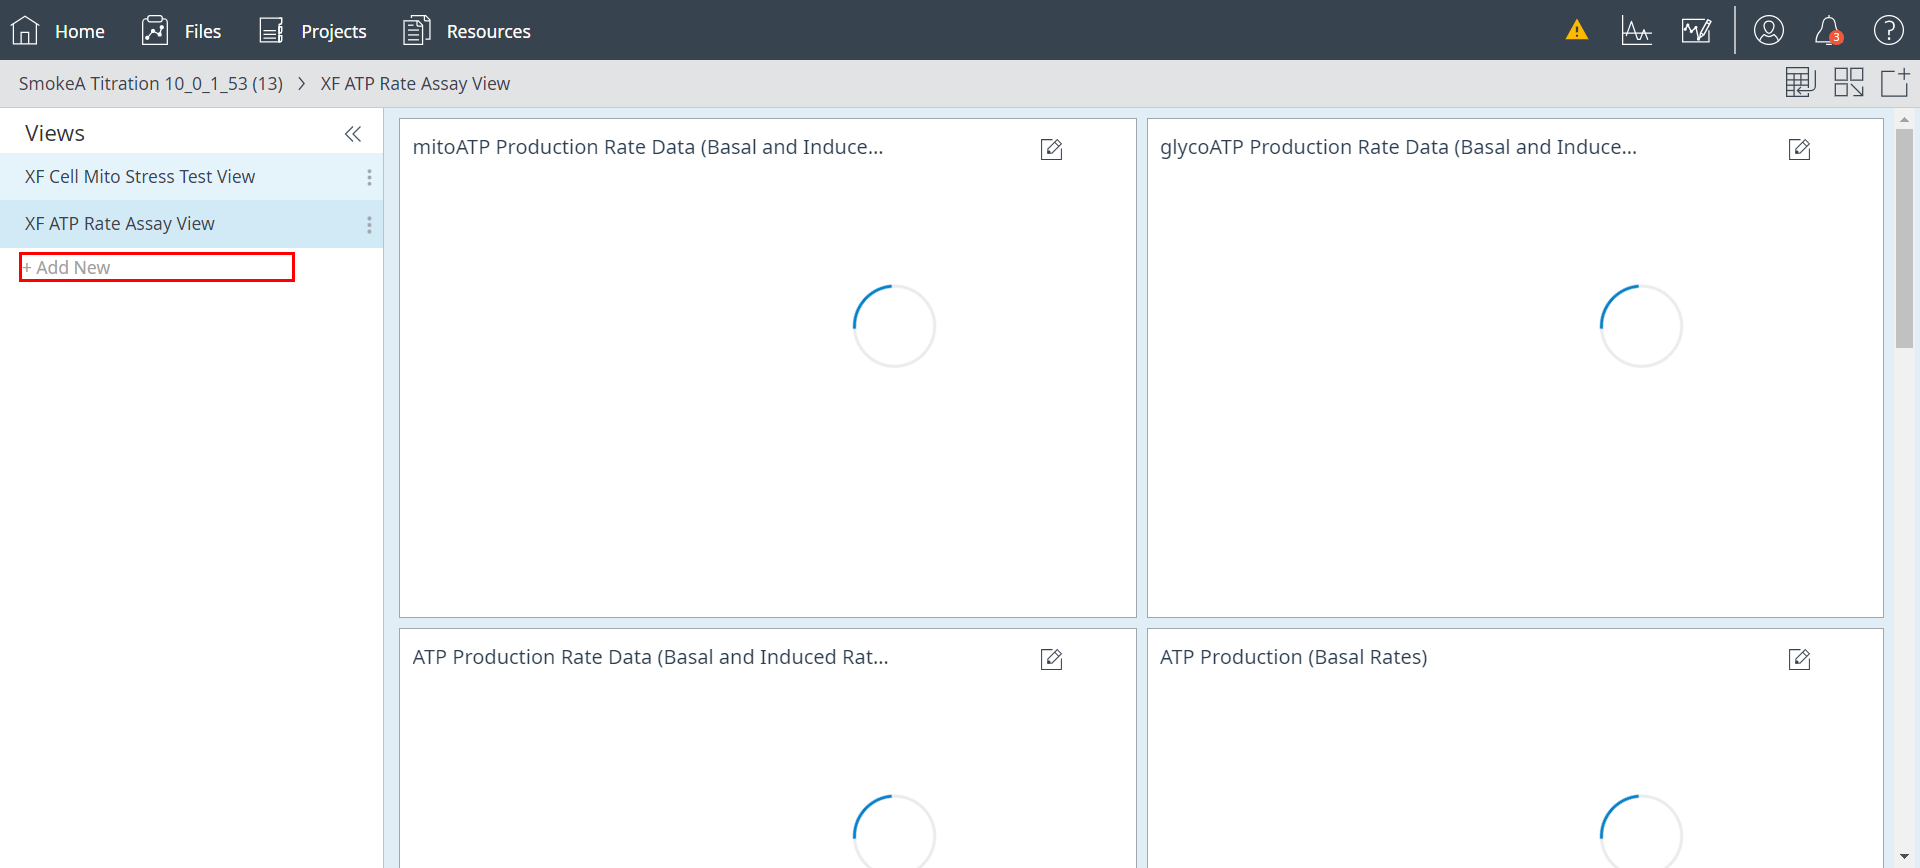 Home Files Projects Resources
3
SmokeA Titration 10_0_1_53 (13) > XF ATP Rate Assay View
Views
XF Cell Mito Stress Test View
XF ATP Rate Assay View
+ Add New
mitoATP Production Rate Data (Basal and Induce...
glycoATP Production Rate Data (Basal and Induce...
ATP Production Rate Data (Basal and Induced Rat...
ATP Production (Basal Rates)